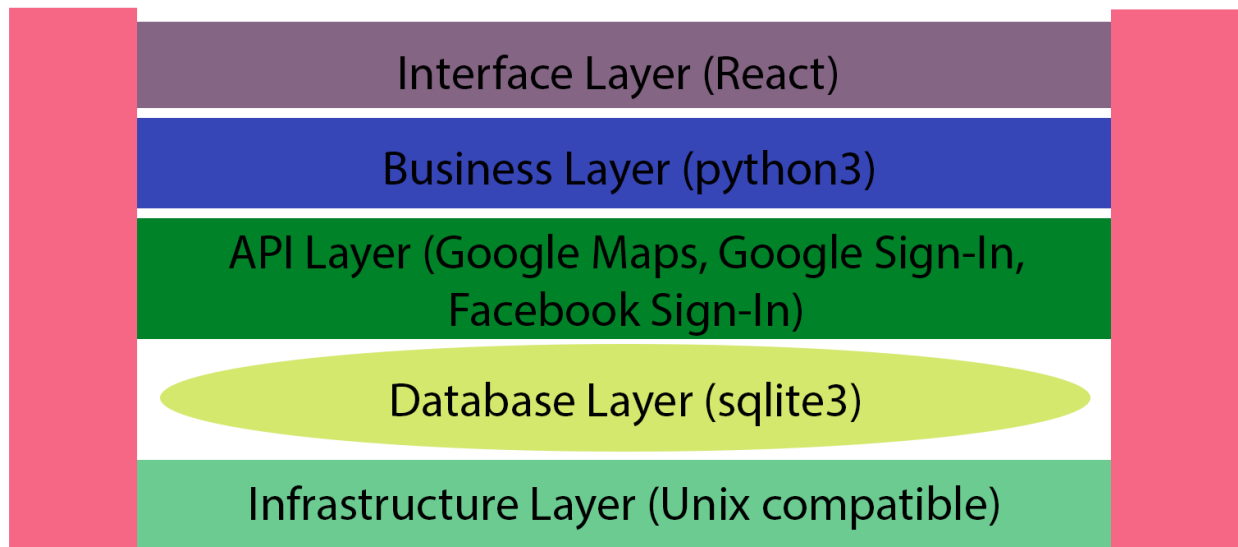 Interface Layer (React)
Business Layer (python3)
API Layer (Google Maps, Google Sign-In,
Facebook Sign-In)
Database Layer (sqlite3)
Infrastructure Layer (Unix compatible)